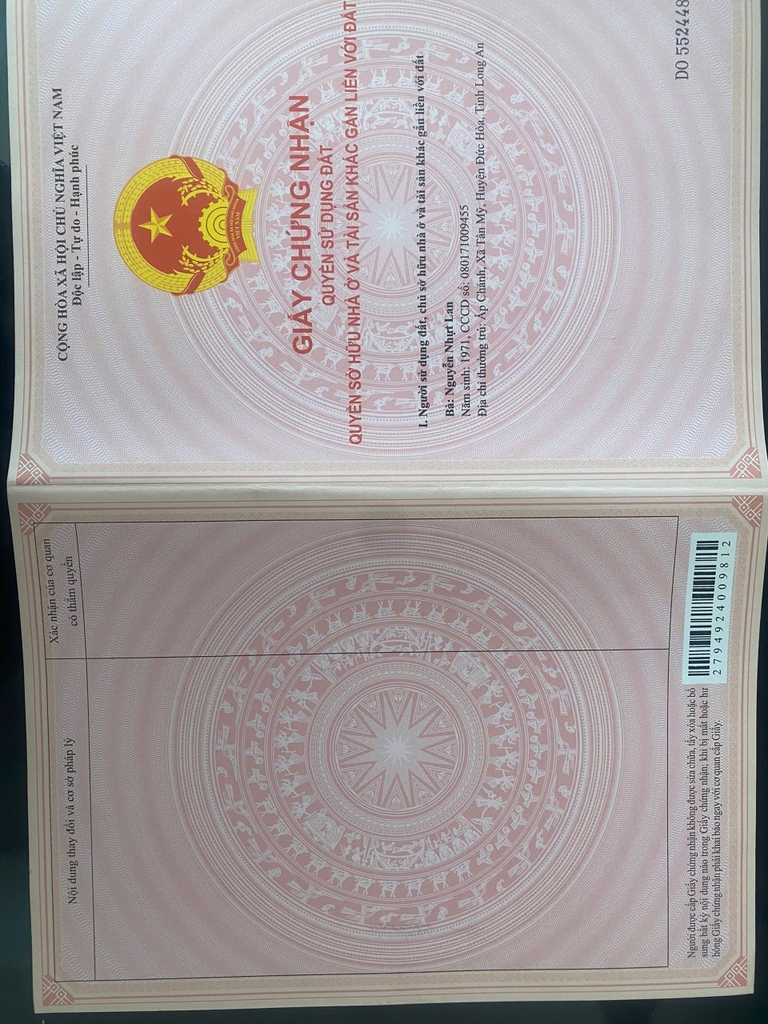 CỘNG HÒA XÃ HỘI CHỦ NGHĨA VIỆT NAM
Độc lập - Tự do - Hạnh phúc
GIẤY CHỨNG NHẬN
QUYỀN SỬ DỤNG ĐẤT
QUYỀN SỞ HỮU NHÀ Ở VÀ TÀI SẢN KHÁC GẮN LIỀN VỚI ĐẤT
I. Người sử dụng đất, chủ sở hữu nhà ở và tài sản khác gắn liền với đất
Bà: Nguyễn Nhựt Lan
Năm sinh: 1971, CCCD số: 080171009455
Địa chỉ thường trú: Ấp Chánh, Xã Tân Mỹ, Huyện Đức Hòa, Tỉnh Long An
DO 552448
Nội dung thay đổi và cơ sở pháp lý
Xác nhận của cơ quan
có thẩm quyền
Người được cấp Giấy chứng nhận không được sửa chữa, tẩy xóa hoặc bổ
sung bất kỳ nội dung nào trong Giấy chứng nhận; khi bị mất hoặc hư
hỏng Giấy chứng nhận phải khai báo ngay với cơ quan cấp Giấy.
2794924009812